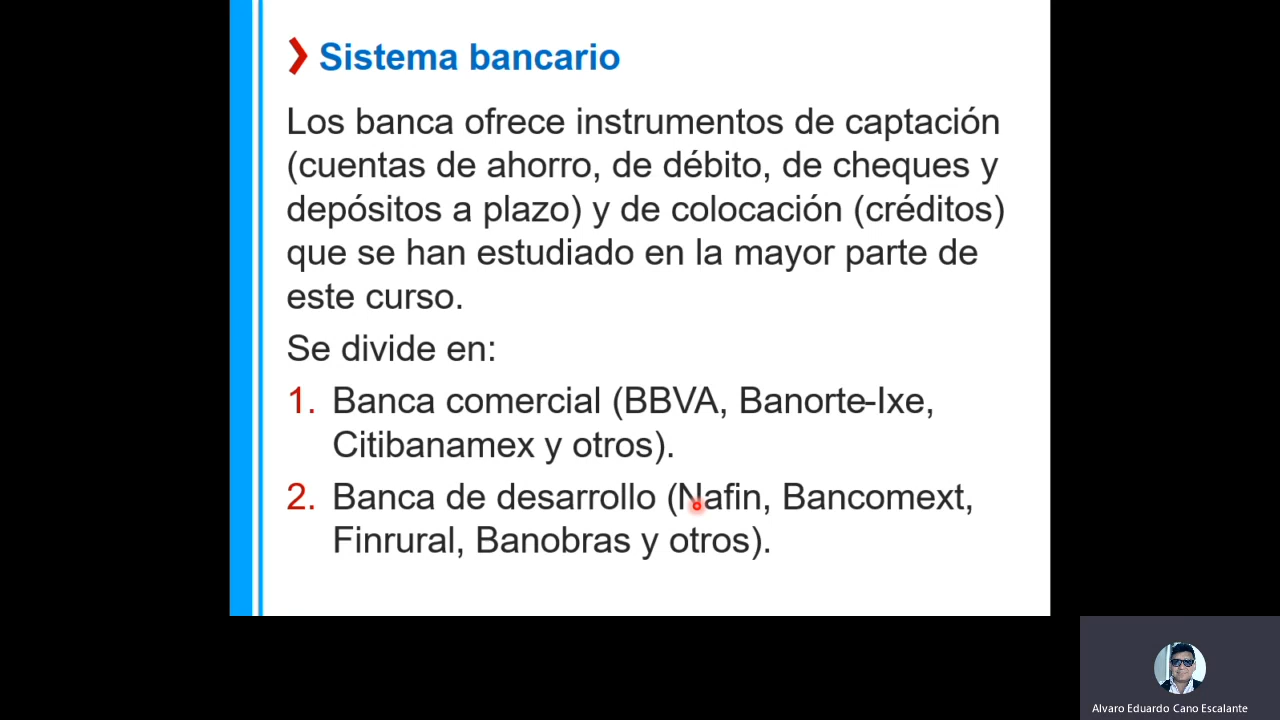 Sistema bancario
Los banca ofrece instrumentos de captación
(cuentas de ahorro, de débito, de cheques y
depósitos a plazo) y de colocación (créditos)
que se han estudiado en la mayor parte de
este curso.
Se divide en:
1. Banca comercial (BBVA, Banorte-Ixe,
Citibanamex y otros).
2. Banca de desarrollo (Nafin, Bancomext,
Finrural, Banobras y otros).
Alvaro Eduardo Cano Escalante